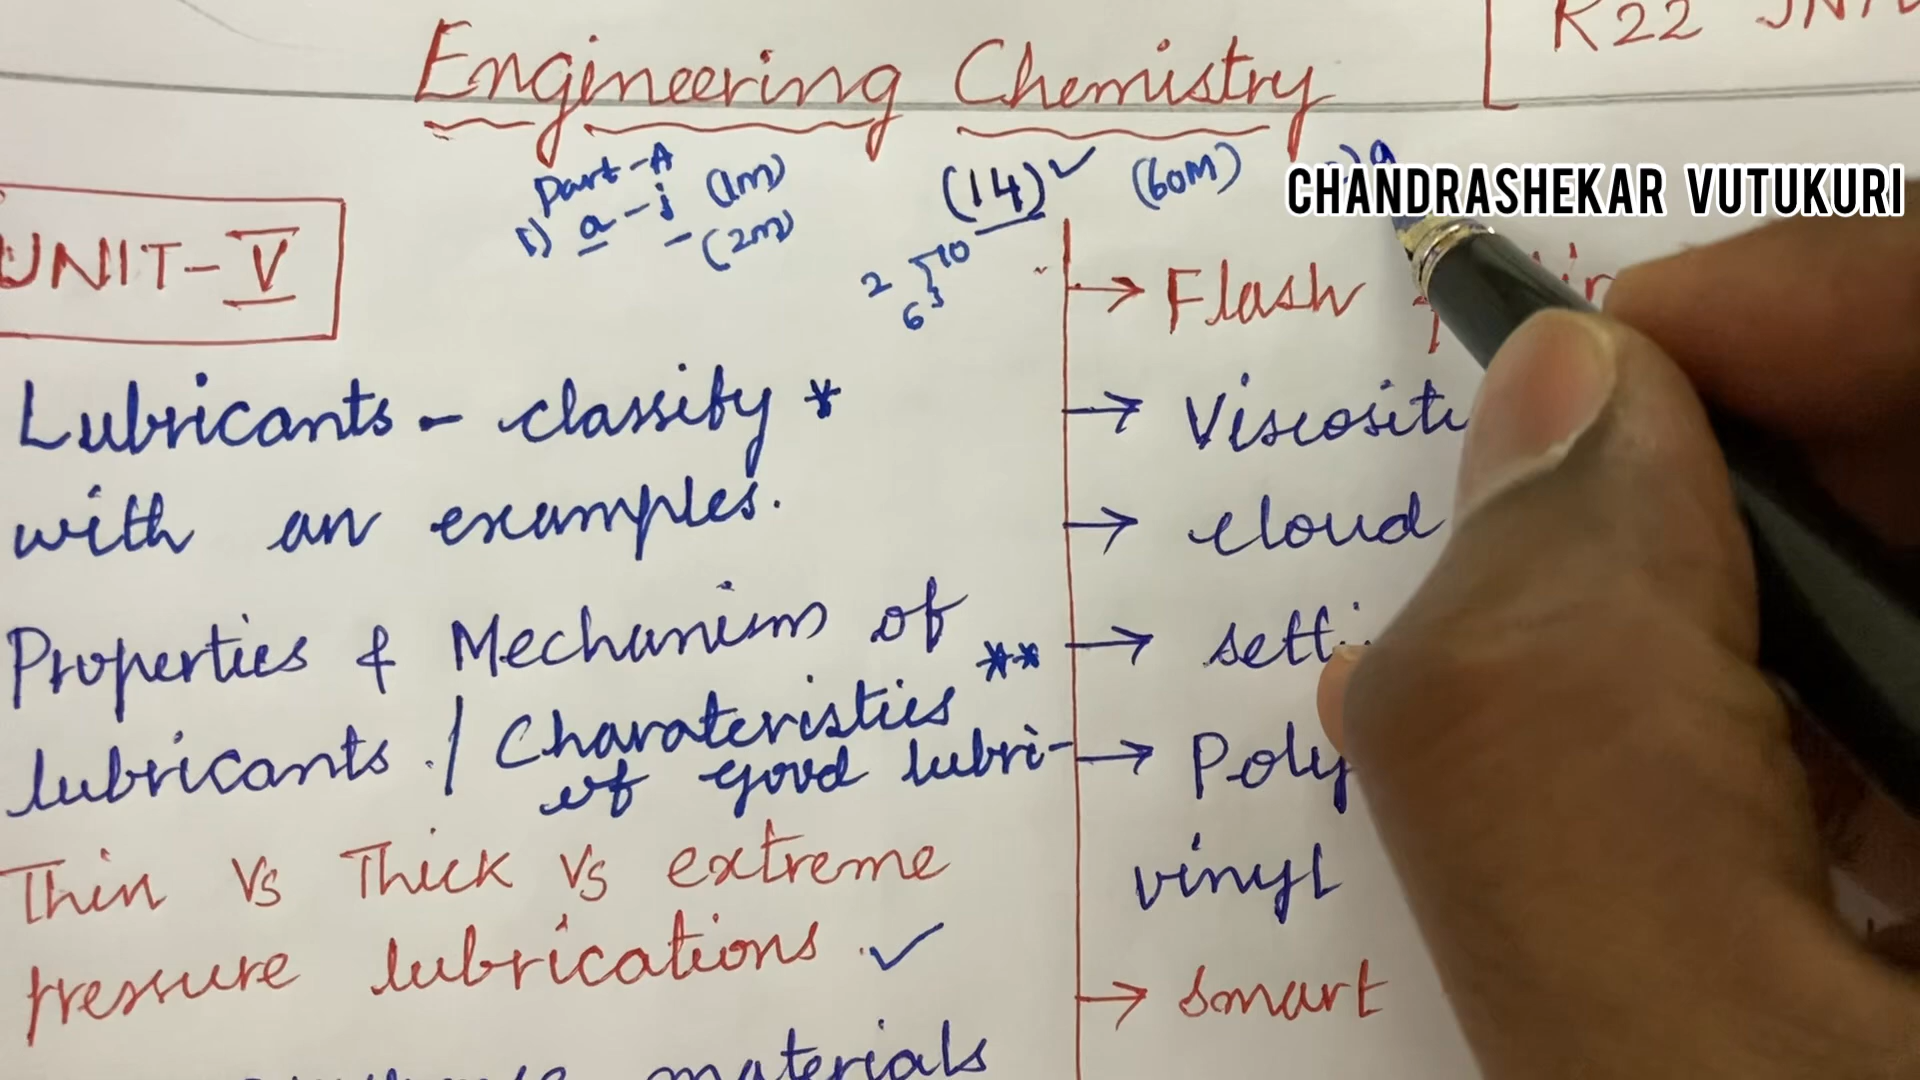 Engineering Chemistry
K22 JNTU
CHANDRASHEKAR VUTUKURI
Part-A
1) a - j (1m)
- (2m)
(14) ✓ (60M)
2 10
6
UNIT-V
Lubricants - classify *
with an examples.
Properties & Mechanism of
lubricants. / Charateristics **
of good lubri-
Thin Vs Thick Vs extreme
pressure lubrications. ✓
materials
→ Flash
→ Viscosit
→ cloud
→ setti
→ Poly
vinyl
→ smart